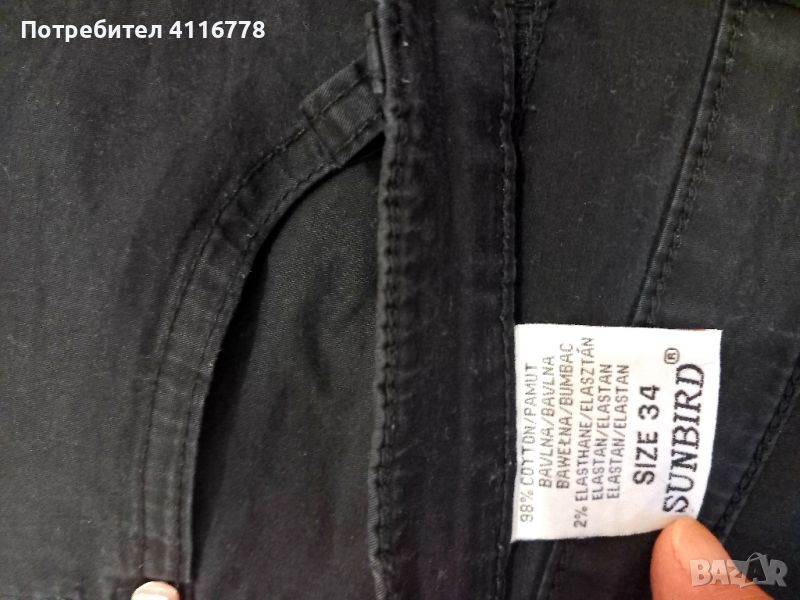 Потребител 4116778
98% COTTON/PAMUT
BAVLNA/BAVLNA
BAWEŁNA/BUMBAC
2% ELASTHANE/ELASZTÁN
ELASTAN/ELASTAN
ELASTAN/ELASTAN
SIZE 34
SUNBIRD®
BAZAR